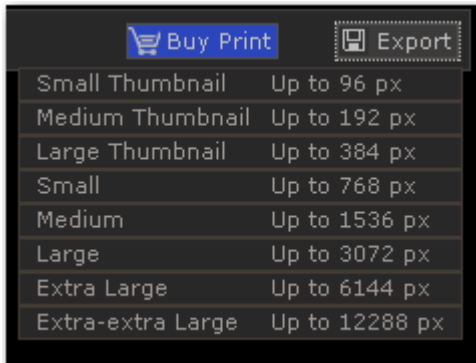 Buy Print Export
Small Thumbnail Up to 96 px
Medium Thumbnail Up to 192 px
Large Thumbnail Up to 384 px
Small Up to 768 px
Medium Up to 1536 px
Large Up to 3072 px
Extra Large Up to 6144 px
Extra-extra Large Up to 12288 px